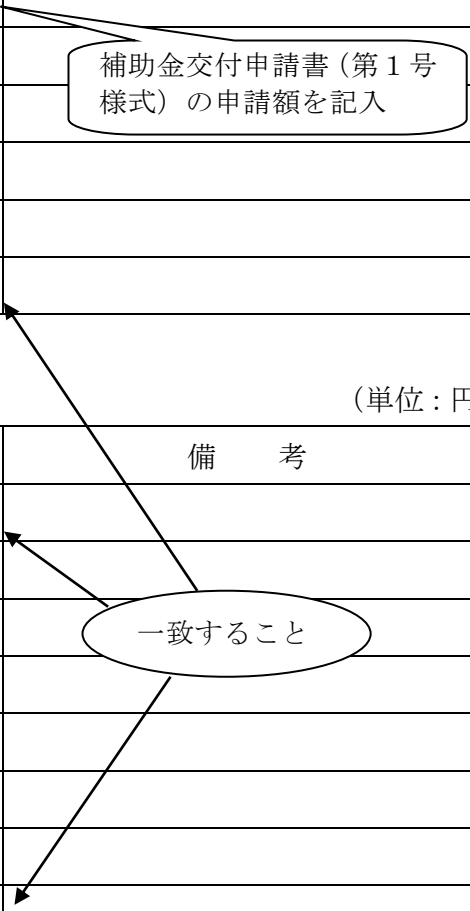 補助金交付申請書（第１号
様式）の申請額を記入
（単位：円
備　　考
一致すること